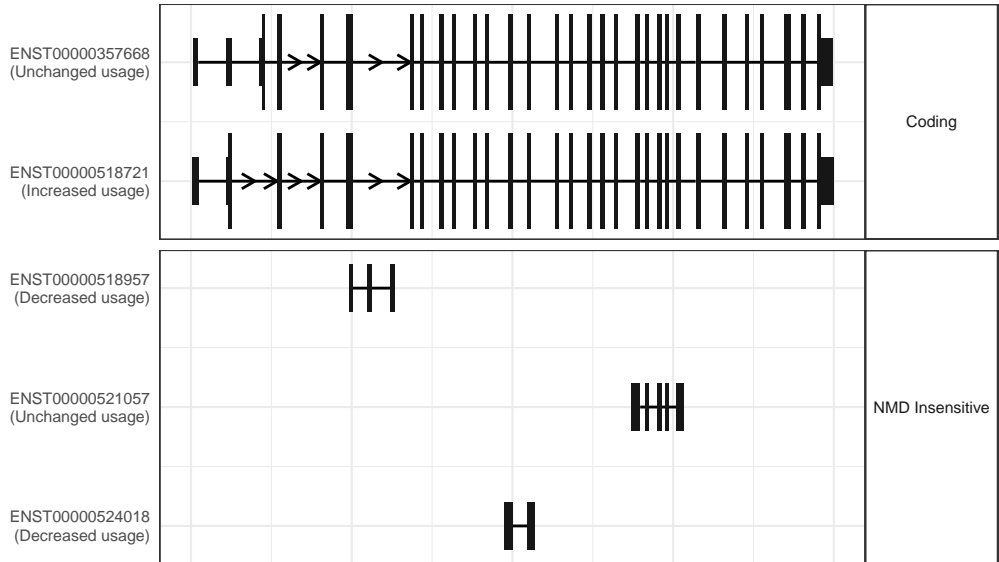 ENST00000357668
(Unchanged usage)
Coding
ENST00000518721
(Increased usage)
ENST00000518957
(Decreased usage)
ENST00000521057
(Unchanged usage)
NMD Insensitive
ENST00000524018
(Decreased usage)